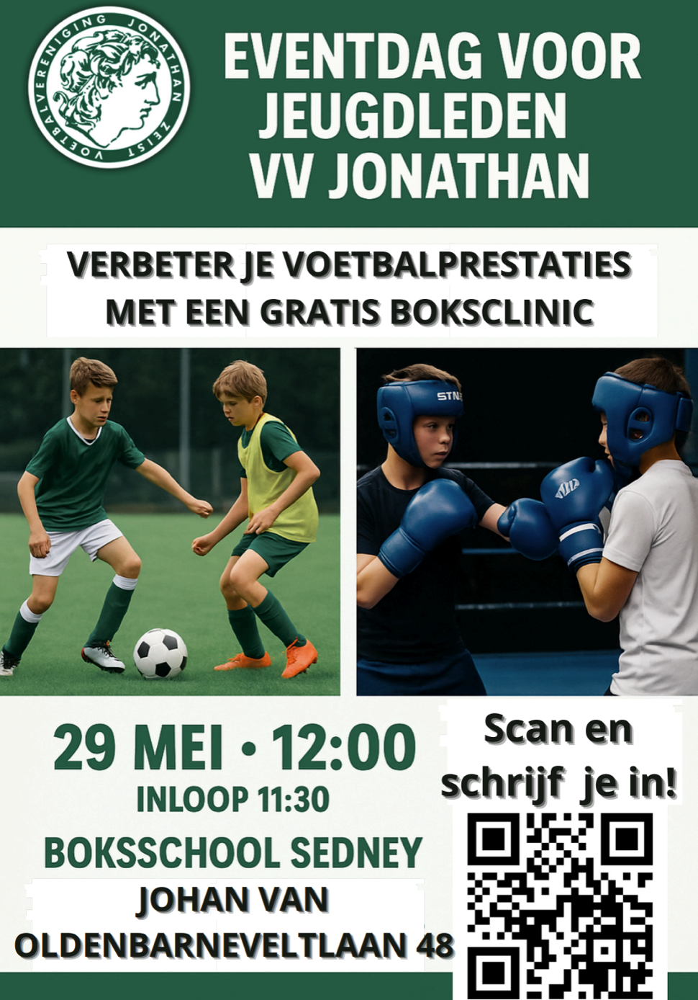 VOETBALVERENIGING JONATHAN ZEIST
EVENTDAG VOOR
JEUGDLEDEN
VV JONATHAN
VERBETER JE VOETBALPRESTATIES
MET EEN GRATIS BOKSCLINIC
29 MEI • 12:00
INLOOP 11:30
BOKSSCHOOL SEDNEY
JOHAN VAN
OLDENBARNEVELTLAAN 48
Scan en
schrijf je in!